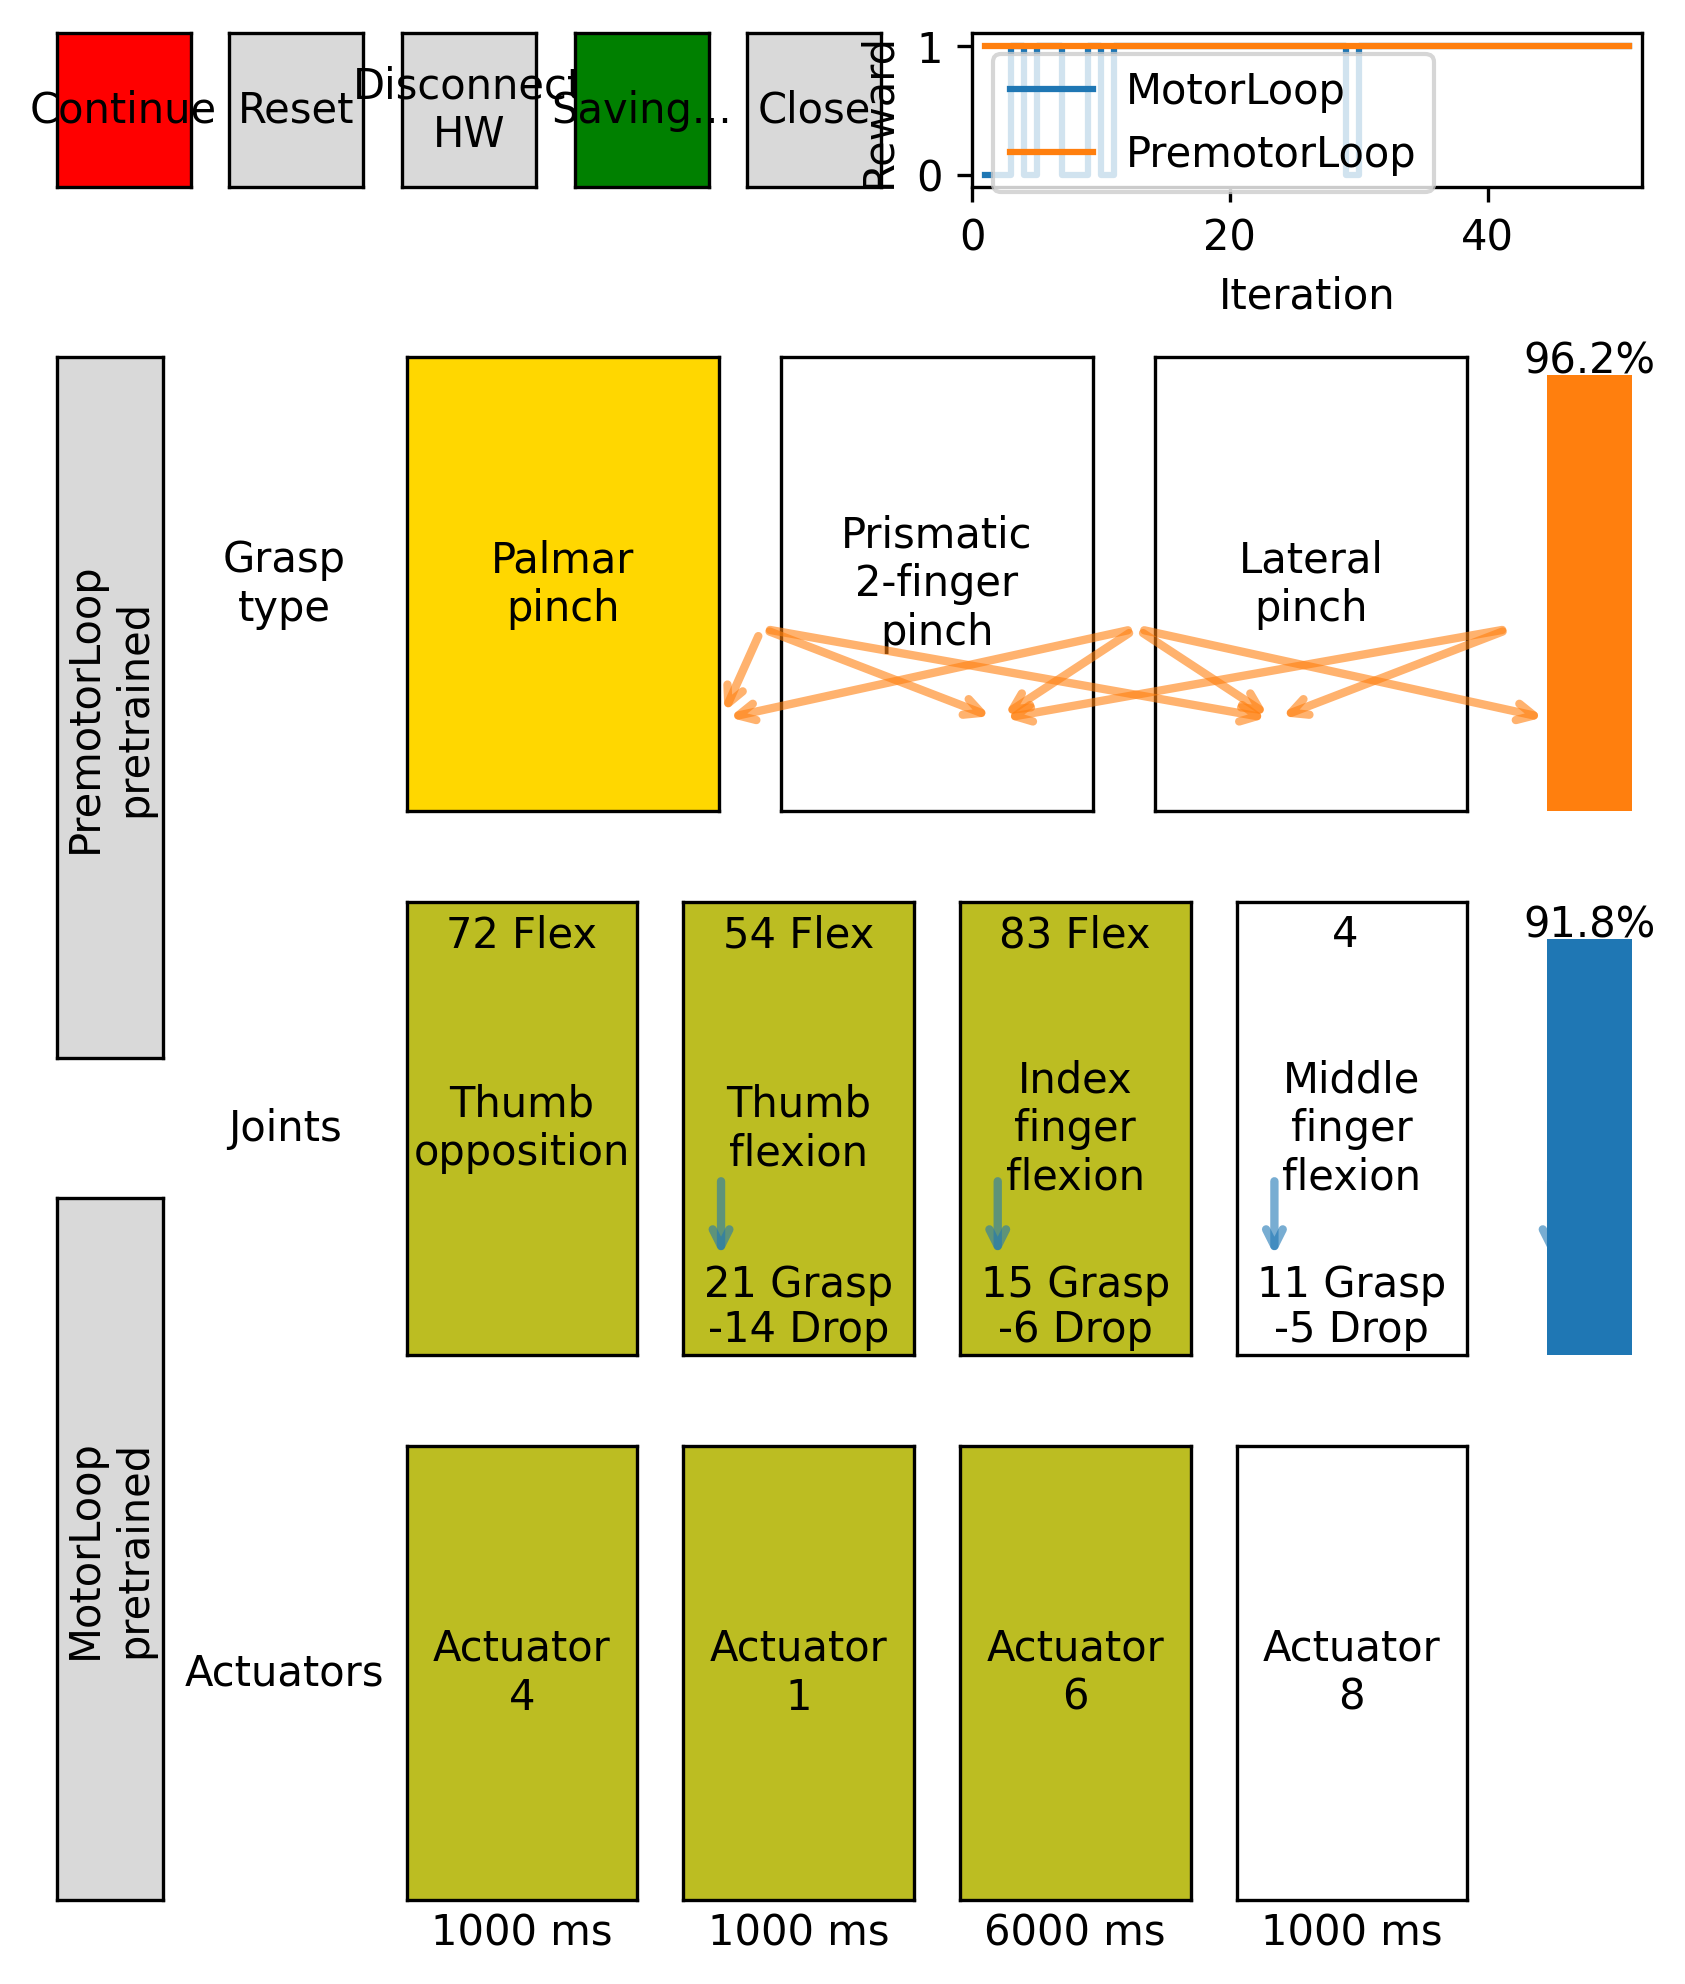 Continue
Reset
Disconnect
HW
Saving...
Close
Reward
1
0
MotorLoop
PremotorLoop
0
20
40
Iteration
PremotorLoop
pretrained
Grasp
type
Palmar
pinch
Prismatic
2-finger
pinch
Lateral
pinch
96.2%
Joints
72 Flex
Thumb
opposition
54 Flex
Thumb
flexion
21 Grasp
-14 Drop
83 Flex
Index
finger
flexion
15 Grasp
-6 Drop
4
Middle
finger
flexion
11 Grasp
-5 Drop
91.8%
MotorLoop
pretrained
Actuators
Actuator
4
Actuator
1
Actuator
6
Actuator
8
1000 ms
1000 ms
6000 ms
1000 ms